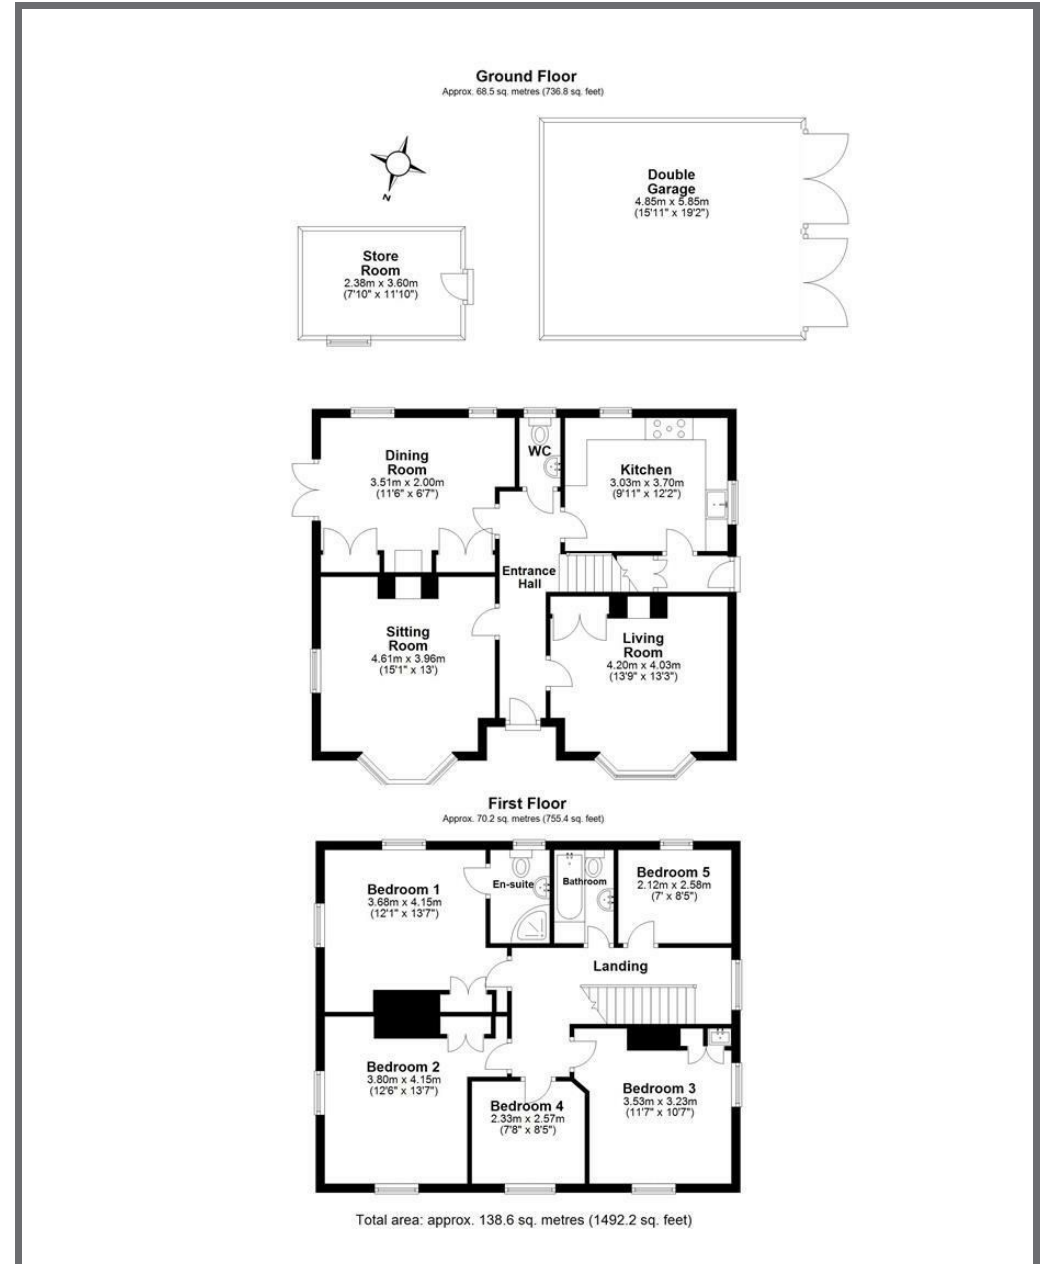 Ground Floor
Approx. 68.5 sq. metres (736.8 sq. feet)
N
Double
Garage
4.85m x 5.85m
(15'11" x 19'2")
Store
Room
2.38m x 3.60m
(7'10" x 11'10")
Dining
Room
3.51m x 2.00m
(11'6" x 6'7")
WC
Kitchen
3.03m x 3.70m
(9'11" x 12'2")
Entrance
Hall
Sitting
Room
4.61m x 3.96m
(15'1" x 13')
Living
Room
4.20m x 4.03m
(13'9" x 13'3")
First Floor
Approx. 70.2 sq. metres (755.4 sq. feet)
Bedroom 1
3.68m x 4.15m
(12'1" x 13'7")
En-suite
Bathroom
Bedroom 5
2.12m x 2.58m
(7' x 8'5")
Landing
Bedroom 2
3.80m x 4.15m
(12'6" x 13'7")
Bedroom 4
2.33m x 2.57m
(7'8" x 8'5")
Bedroom 3
3.53m x 3.23m
(11'7" x 10'7")
Total area: approx. 138.6 sq. metres (1492.2 sq. feet)